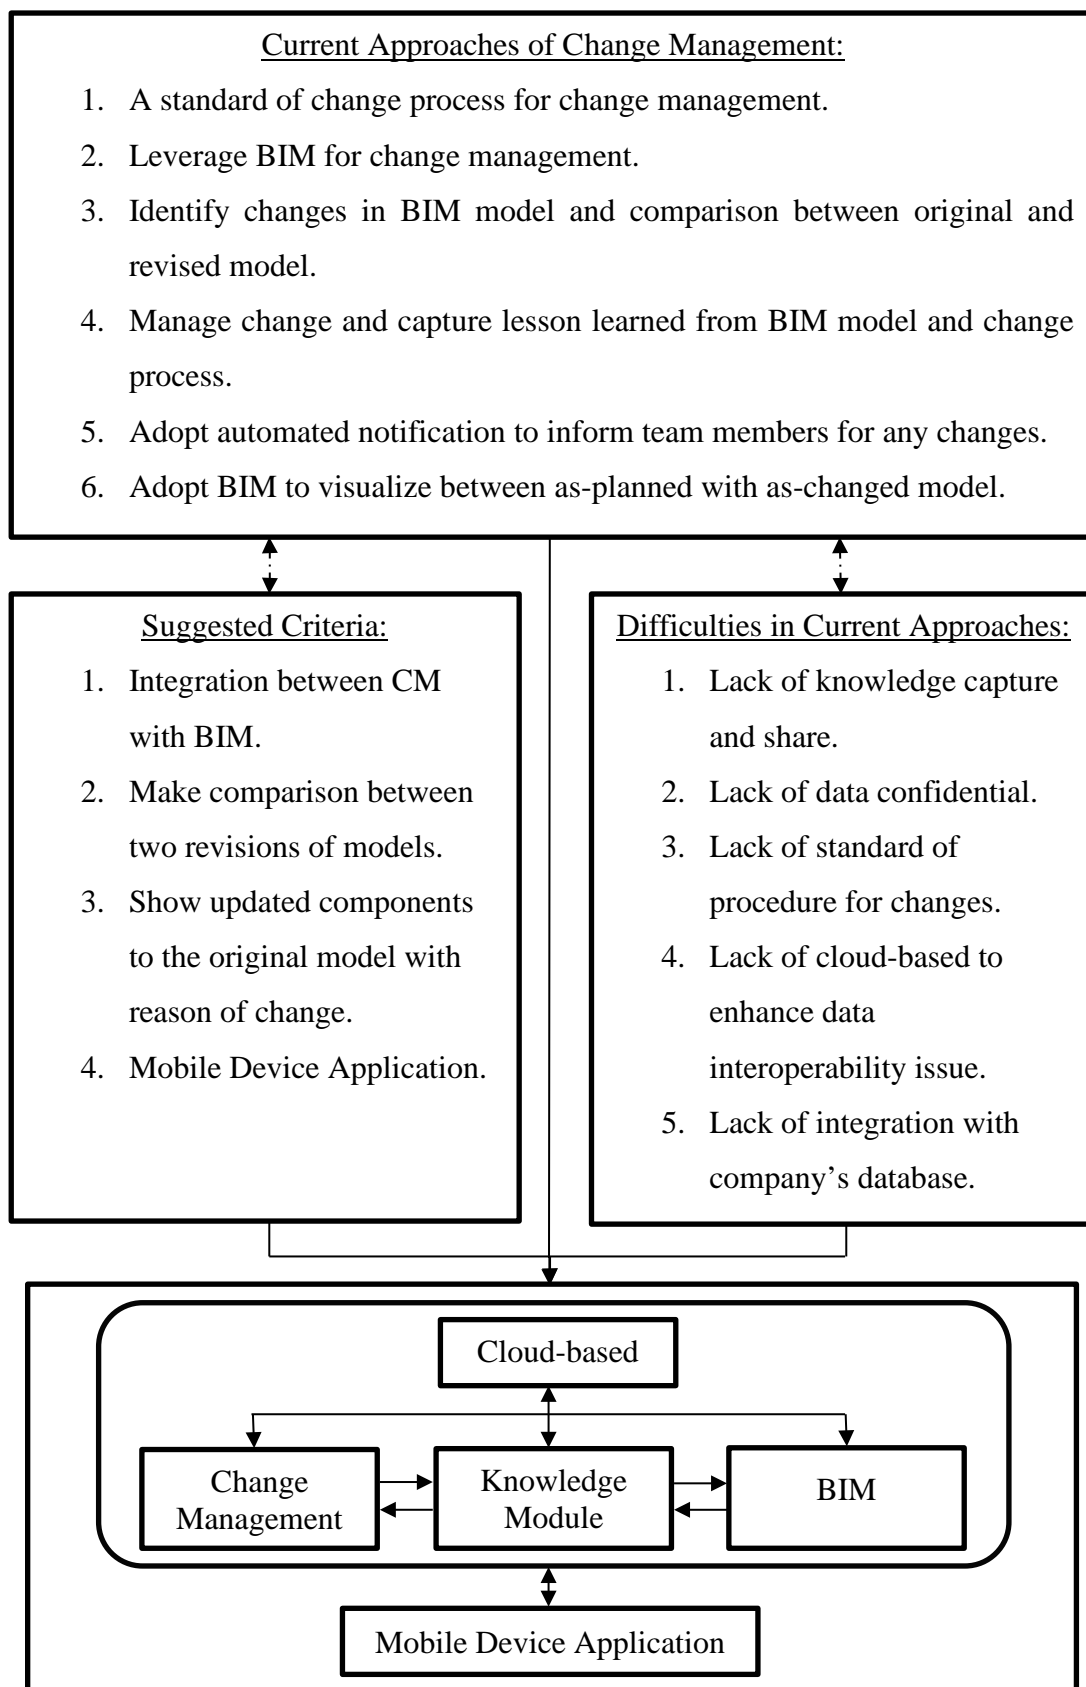 Current Approaches of Change Management:
1. A standard of change process for change management.
2. Leverage BIM for change management.
3. Identify changes in BIM model and comparison between original and
revised model.
4. Manage change and capture lesson learned from BIM model and change
process.
5. Adopt automated notification to inform team members for any changes.
6. Adopt BIM to visualize between as-planned with as-changed model.
Suggested Criteria:
1. Integration between CM
with BIM.
2. Make comparison between
two revisions of models.
3. Show updated components
to the original model with
reason of change.
4. Mobile Device Application.
Difficulties in Current Approaches:
1. Lack of knowledge capture
and share.
2. Lack of data confidential.
3. Lack of standard of
procedure for changes.
4. Lack of cloud-based to
enhance data
interoperability issue.
5. Lack of integration with
company’s database.
Cloud-based
Change
Management
Knowledge
Module
BIM
Mobile Device Application